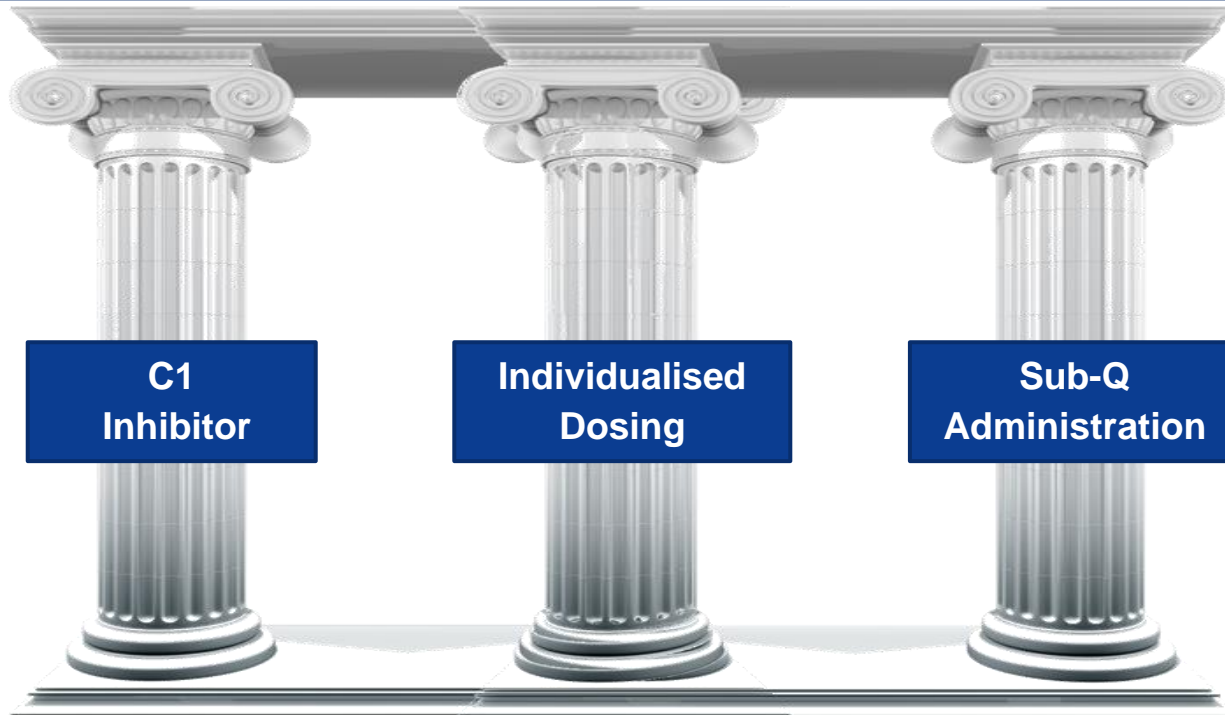 C1
Inhibitor
Individualised
Dosing
Sub-Q
Administration